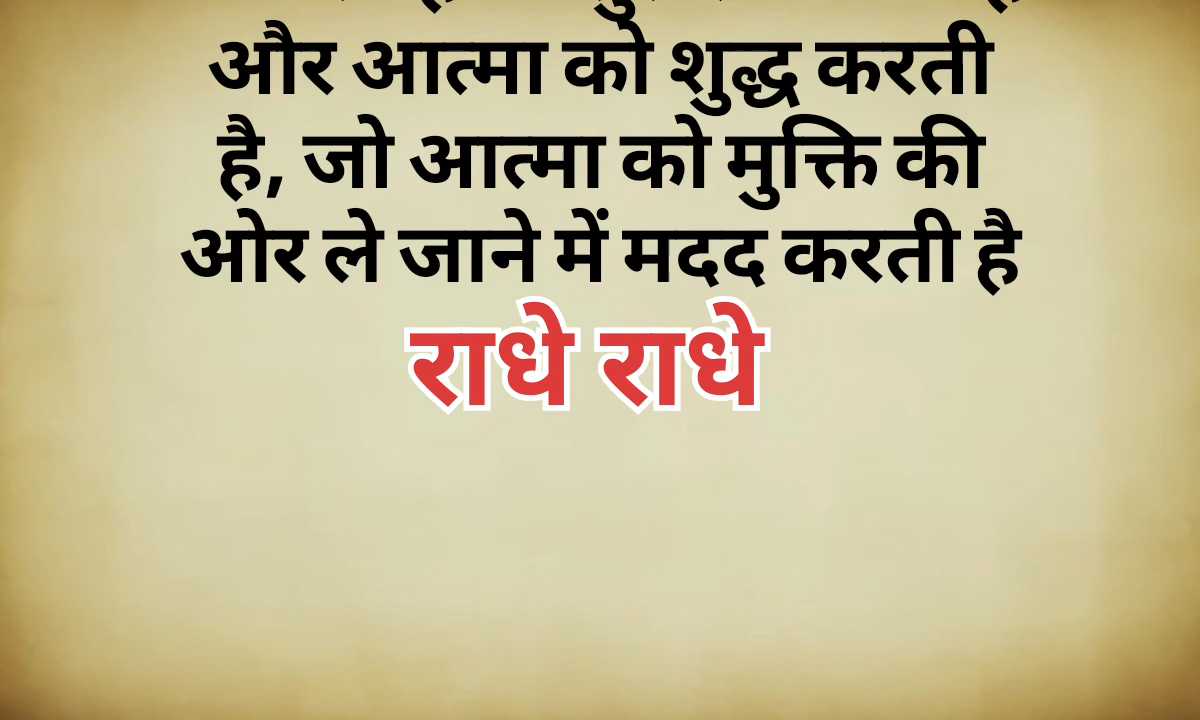 और आत्मा को शुद्ध करती
है, जो आत्मा को मुक्ति की
ओर ले जाने में मदद करती है
राधे राधे